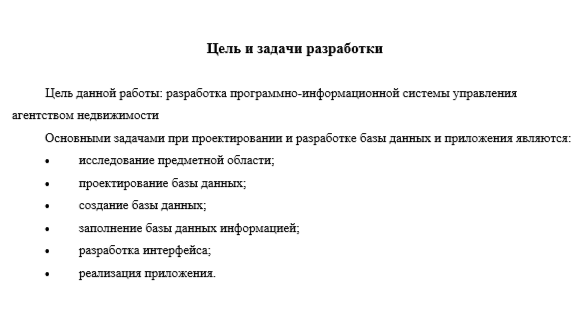 Цель и задачи разработки
Цель данной работы: разработка программно-информационной системы управления
агентством недвижимости
Основными задачами при проектировании и разработке базы данных и приложения являются:
• исследование предметной области;
• проектирование базы данных;
• создание базы данных;
• заполнение базы данных информацией;
• разработка интерфейса;
• реализация приложения.